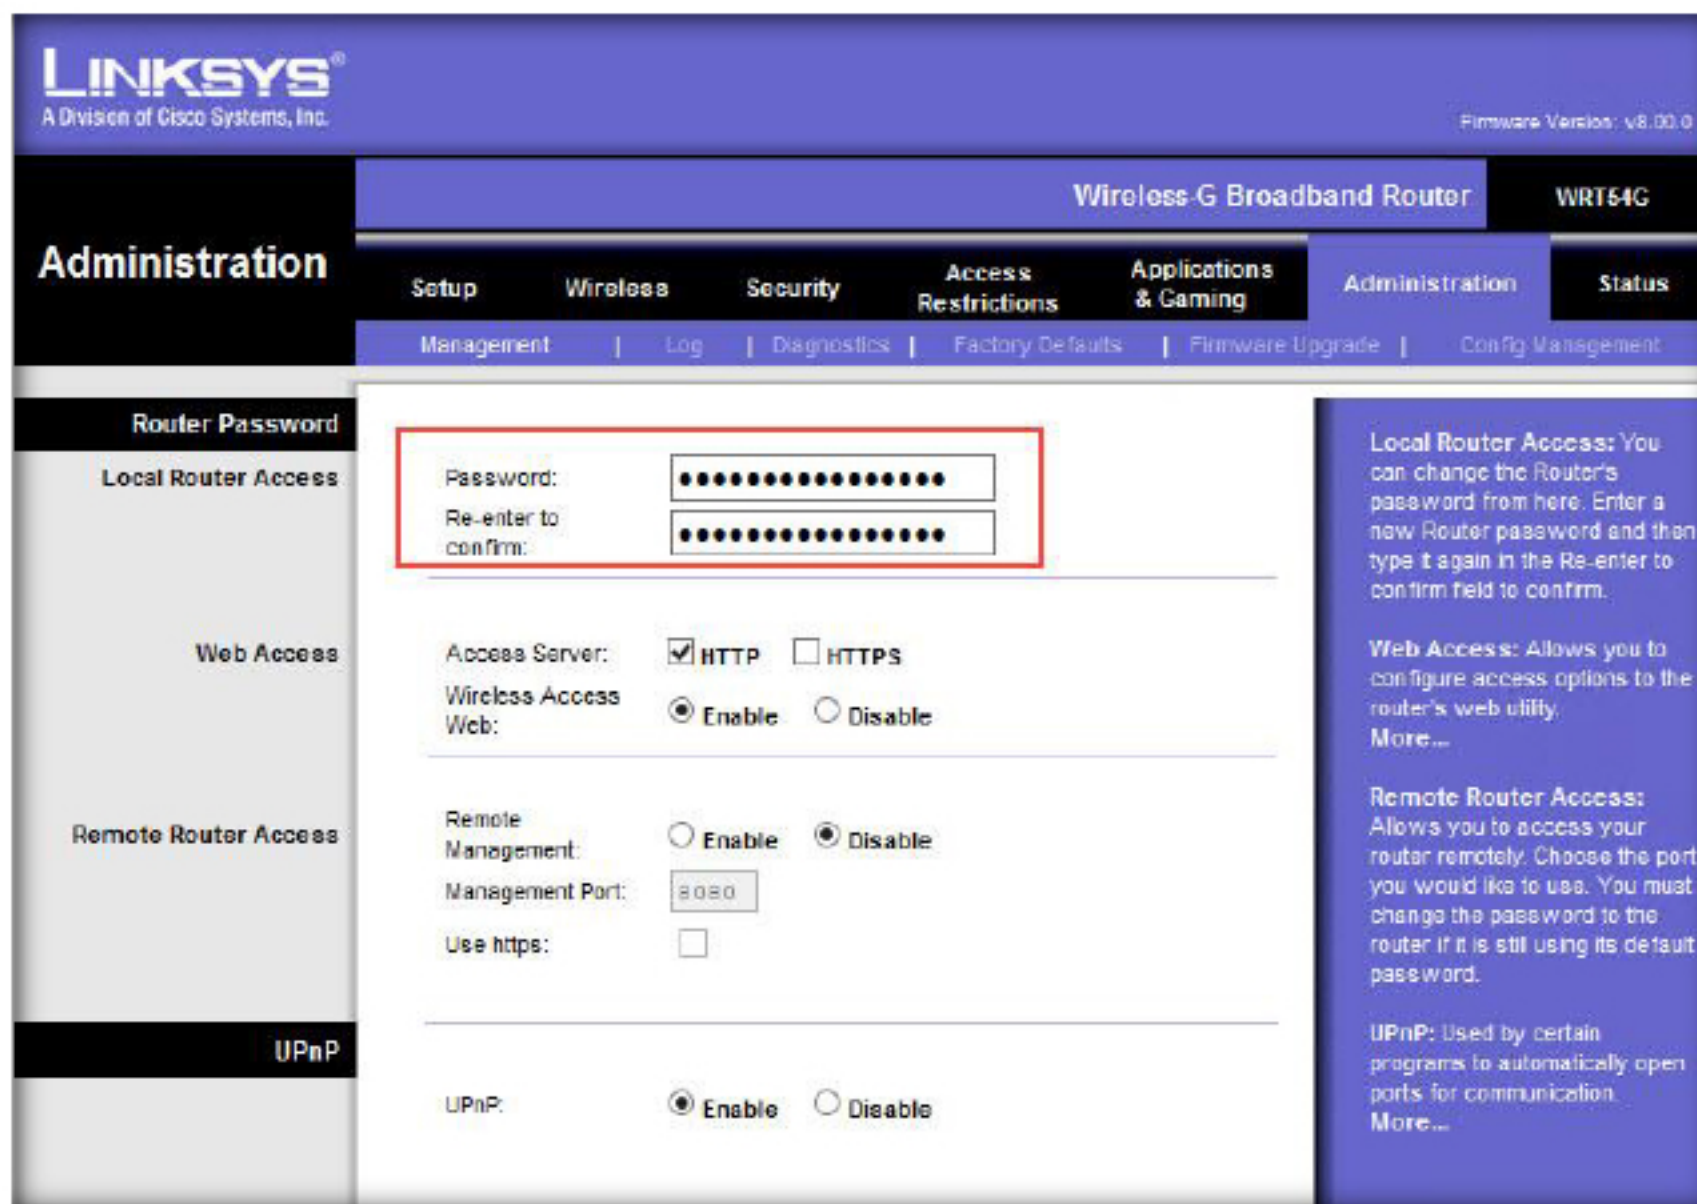 LINKSYS®
A Division of Cisco Systems, Inc.
Firmware Version: v8.00.0
Wireless-G Broadband Router WRT54G
Administration
Setup Wireless Security Access Restrictions Applications & Gaming Administration Status
Management | Log | Diagnostics | Factory Defaults | Firmware Upgrade | Config Management
Router Password
Local Router Access
Password: ●●●●●●●●●●●●●●●●
Re-enter to
confirm: ●●●●●●●●●●●●●●●●
Web Access
Access Server: HTTP HTTPS
Wireless Access
Web: Enable Disable
Remote Router Access
Remote
Management: Enable Disable
Management Port: 8080
Use https:
UPnP
UPnP: Enable Disable
Local Router Access: You
can change the Router's
password from here. Enter a
new Router password and then
type it again in the Re-enter to
confirm field to confirm.
Web Access: Allows you to
configure access options to the
router's web utility.
More...
Remote Router Access:
Allows you to access your
router remotely. Choose the port
you would like to use. You must
change the password to the
router if it is still using its default
password.
UPnP: Used by certain
programs to automatically open
ports for communication.
More...